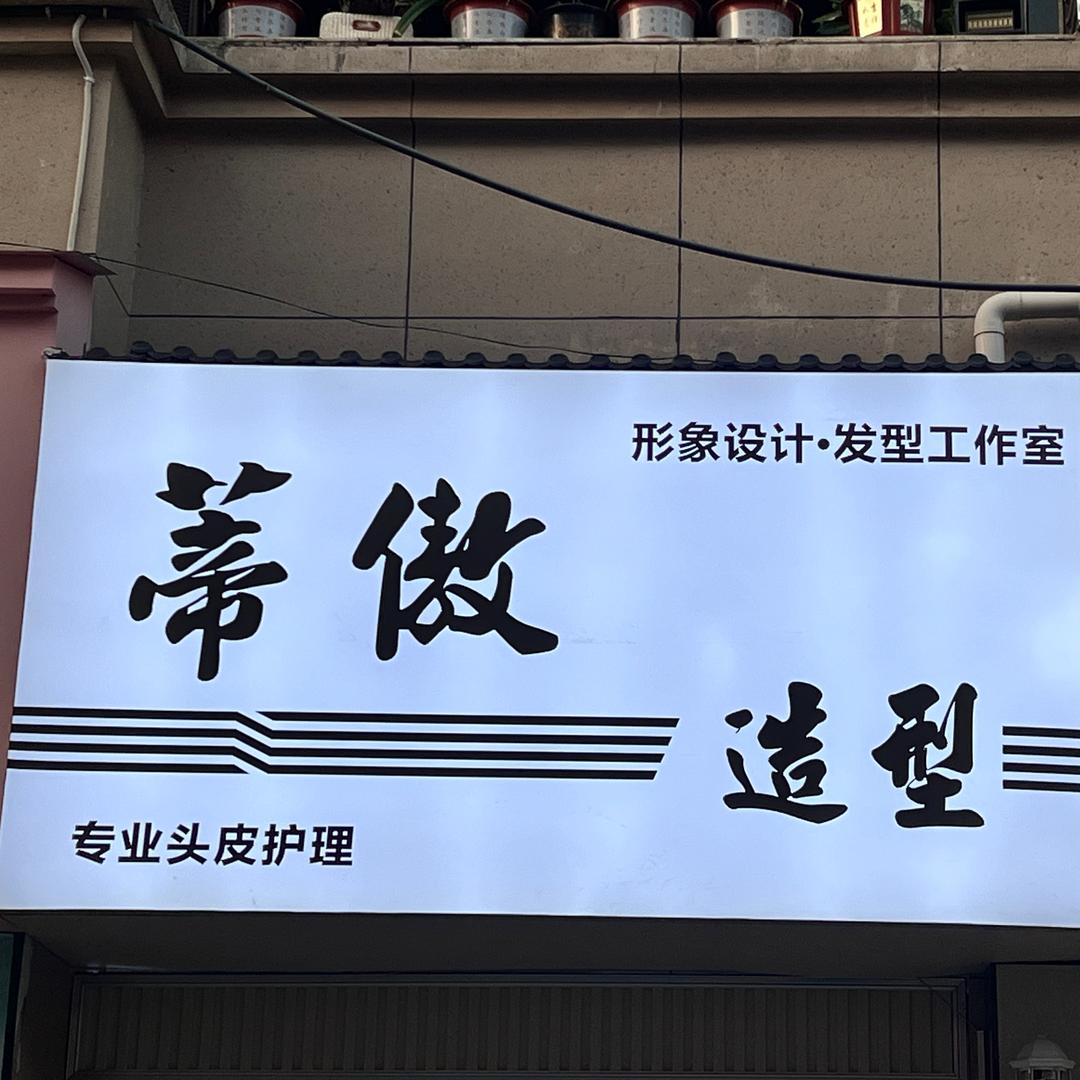 形象设计·发型工作室
蒂傲
造型
专业头皮护理